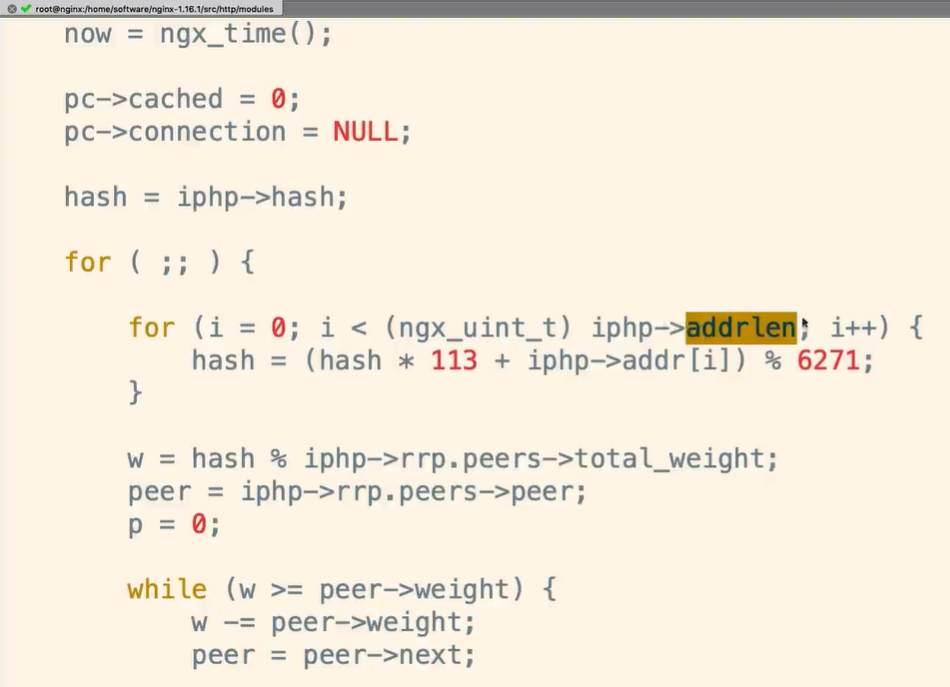 root@nginx:/home/software/nginx-1.16.1/src/http/modules
now = ngx_time();
pc->cached = 0;
pc->connection = NULL;
hash = iphp->hash;
for ( ;; ) {
for (i = 0; i < (ngx_uint_t) iphp->addrlen; i++) {
hash = (hash * 113 + iphp->addr[i]) % 6271;
}
w = hash % iphp->rrp.peers->total_weight;
peer = iphp->rrp.peers->peer;
p = 0;
while (w >= peer->weight) {
w -= peer->weight;
peer = peer->next;